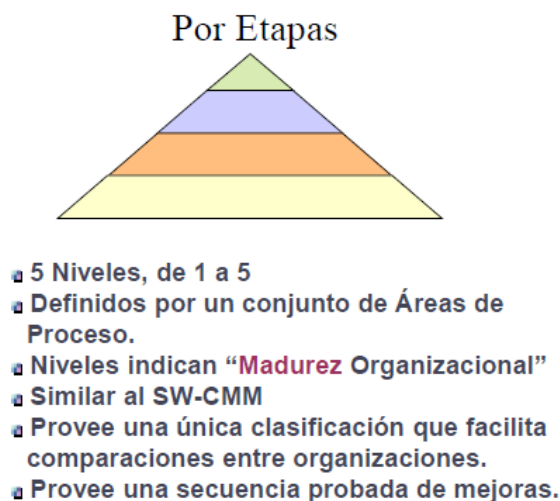 Por Etapas
5 Niveles, de 1 a 5
Definidos por un conjunto de Áreas de
Proceso.
Niveles indican “Madurez Organizacional”
Similar al SW-CMM
Provee una única clasificación que facilita
comparaciones entre organizaciones.
Provee una secuencia probada de mejoras.